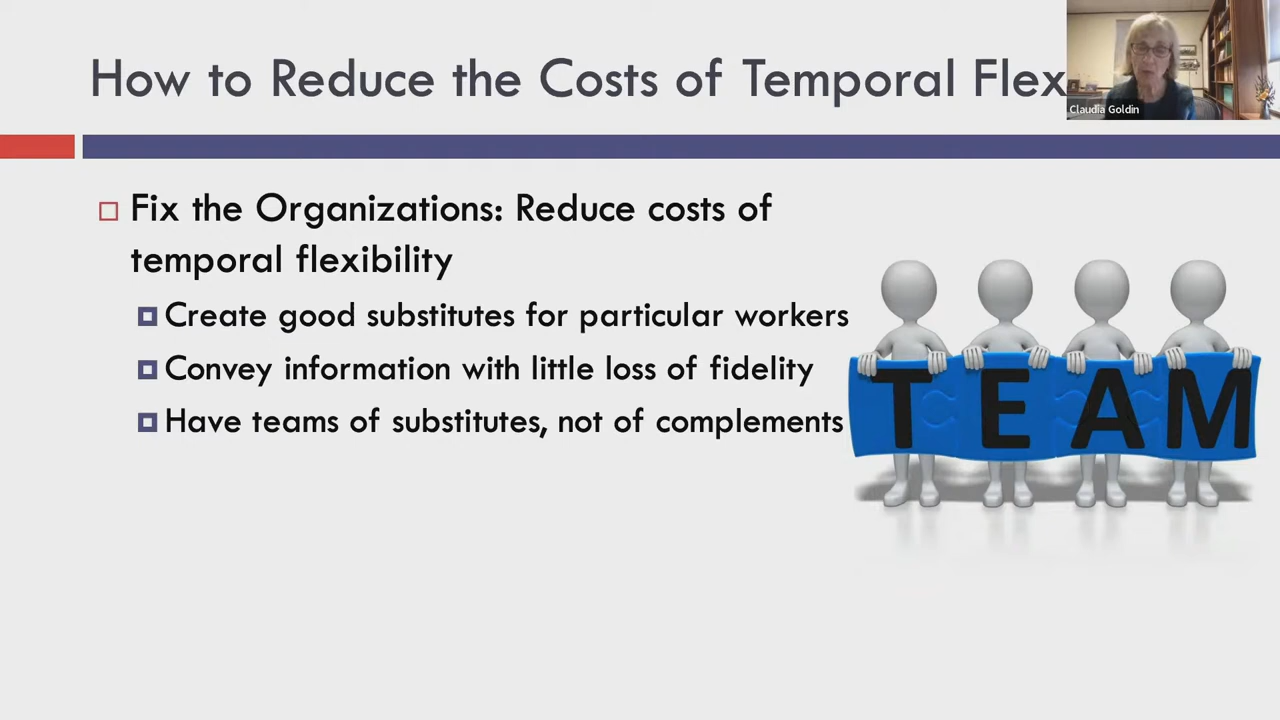 How to Reduce the Costs of Temporal Flex
Claudia Goldin
Fix the Organizations: Reduce costs of
temporal flexibility
Create good substitutes for particular workers
Convey information with little loss of fidelity
Have teams of substitutes, not of complements
TEAM